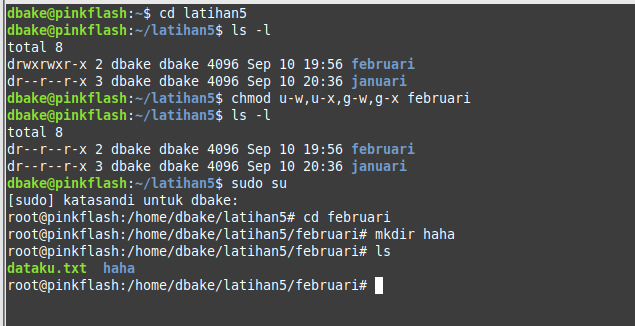 dbake@pinkflash:~$ cd latihan5
dbake@pinkflash:~/latihan5$ ls -l
total 8
drwxrwxr-x 2 dbake dbake 4096 Sep 10 19:56 februari
dr--r--r-x 3 dbake dbake 4096 Sep 10 20:36 januari
dbake@pinkflash:~/latihan5$ chmod u-w,u-x,g-w,g-x februari
dbake@pinkflash:~/latihan5$ ls -l
total 8
dr--r--r-x 2 dbake dbake 4096 Sep 10 19:56 februari
dr--r--r-x 3 dbake dbake 4096 Sep 10 20:36 januari
dbake@pinkflash:~/latihan5$ sudo su
[sudo] katasandi untuk dbake:
root@pinkflash:/home/dbake/latihan5# cd februari
root@pinkflash:/home/dbake/latihan5/februari# mkdir haha
root@pinkflash:/home/dbake/latihan5/februari# ls
dataku.txt  haha
root@pinkflash:/home/dbake/latihan5/februari#